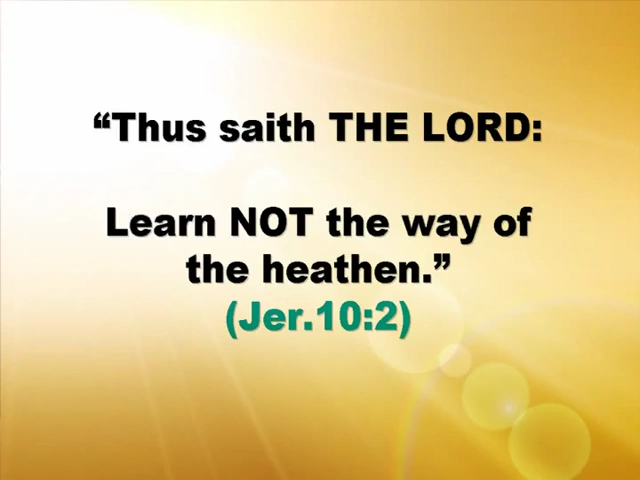 “Thus saith THE LORD:
Learn NOT the way of
the heathen.”
(Jer.10:2)